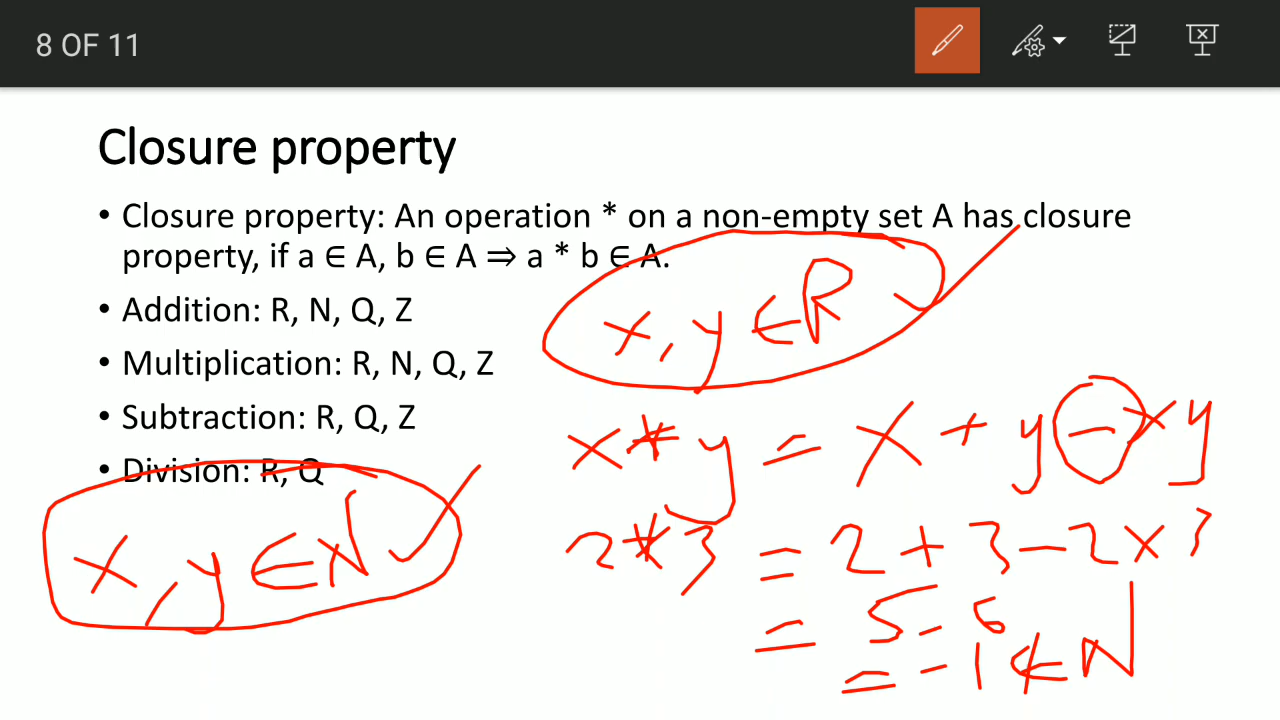 8 OF 11
Closure property
• Closure property: An operation * on a non-empty set A has closure
property, if a ∈ A, b ∈ A ⇒ a * b ∈ A.
• Addition: R, N, Q, Z
x, y ∈ R
• Multiplication: R, N, Q, Z
• Subtraction: R, Q, Z
x * y = x + y - xy
• Division: R, Q
x, y ∈ N
2 * 3 = 2 + 3 - 2 x 3
= 5 - 6
= -1 ∉ N